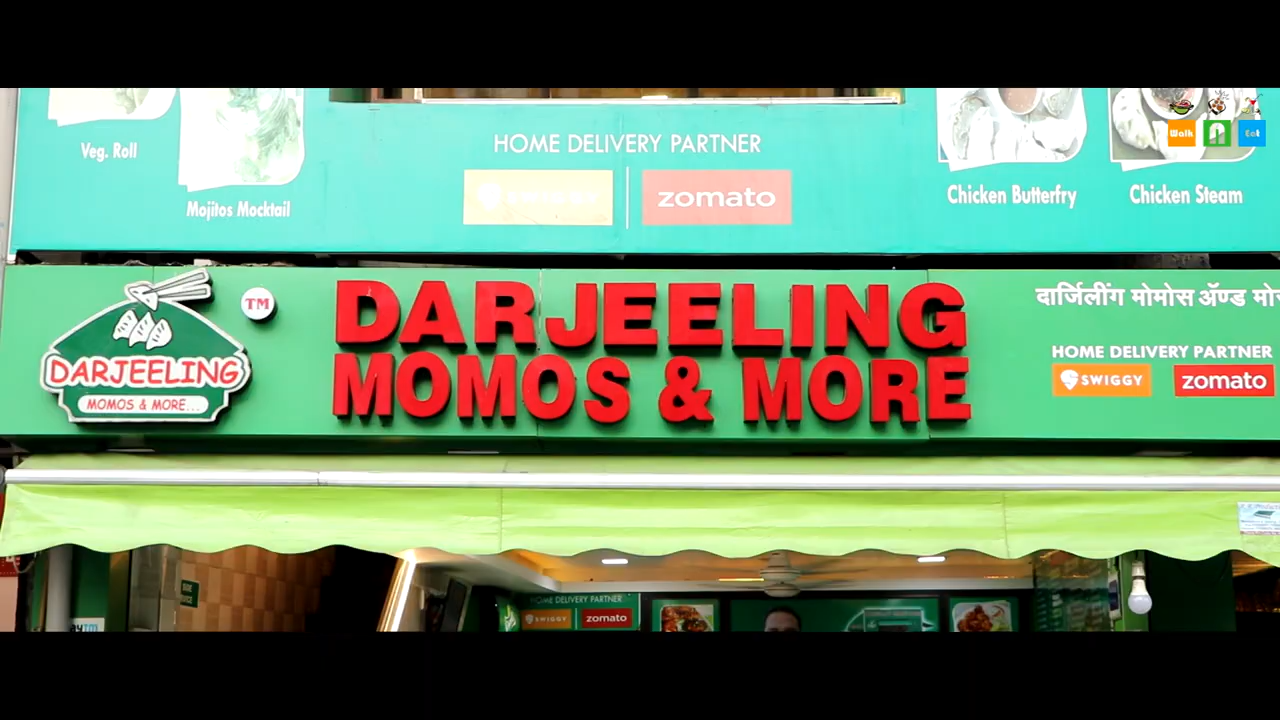 Veg. Roll
Mojitos Mocktail
HOME DELIVERY PARTNER
zomato
Chicken Butterfry
Chicken Steam
Walk
n
Eat
DARJEELING
MOMOS & MORE...
TM
DARJEELING
MOMOS & MORE
दार्जिलींग मोमोस ॲण्ड मो
HOME DELIVERY PARTNER
SWIGGY
zomato
HOME DELIVERY PARTNER
SWIGGY
zomato